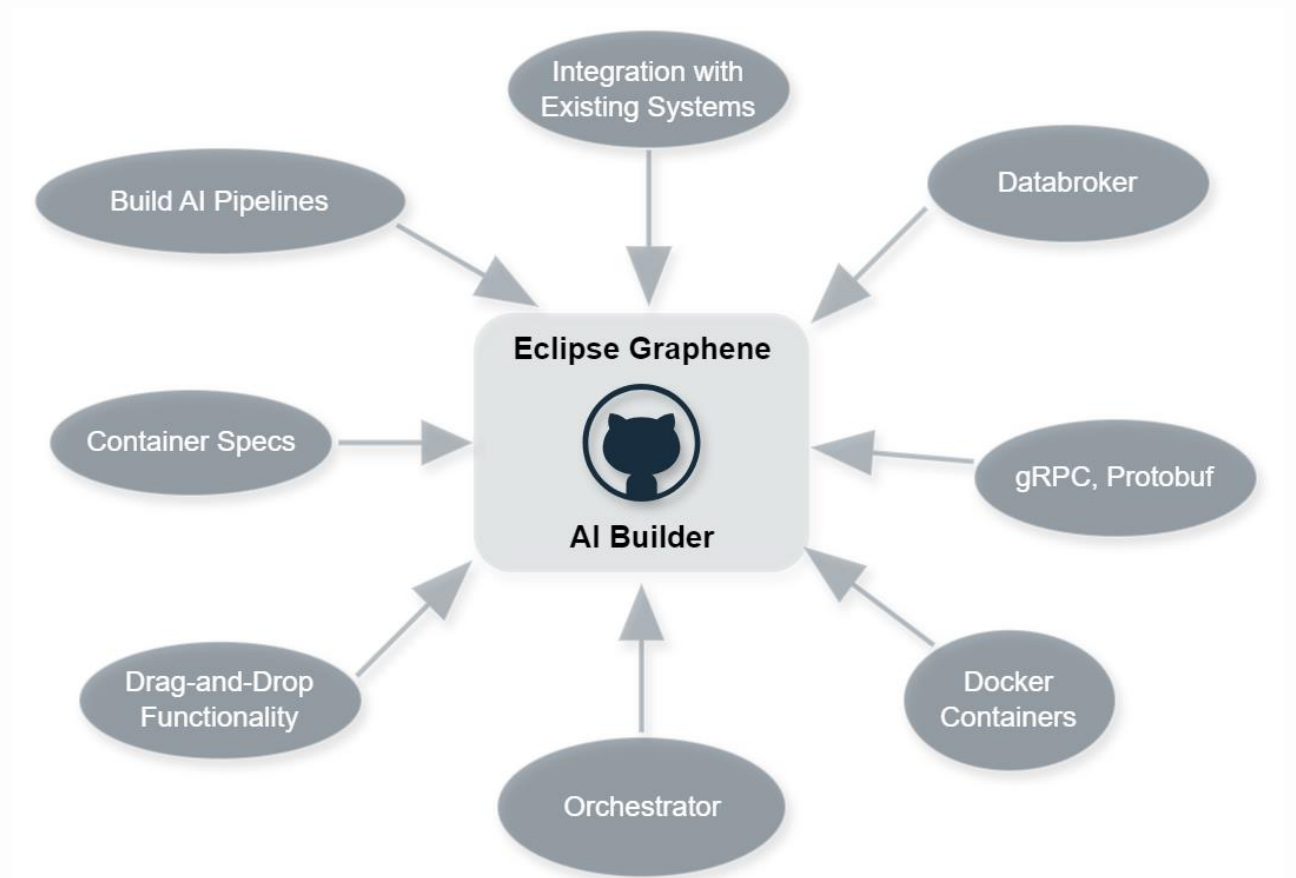 Integration with
Existing Systems
Databroker
Build AI Pipelines
Eclipse Graphene
AI Builder
Container Specs
gRPC, Protobuf
Drag-and-Drop
Functionality
Docker
Containers
Orchestrator